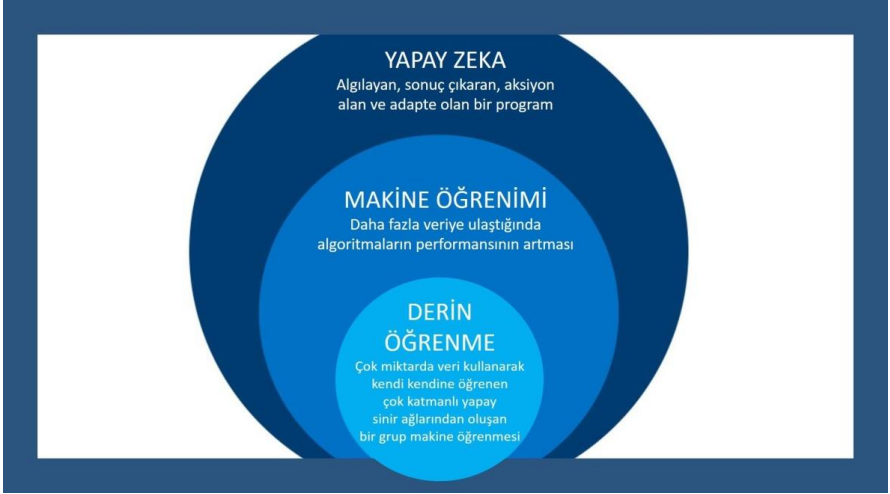 YAPAY ZEKA
Algılayan, sonuç çıkaran, aksiyon
alan ve adapte olan bir program
MAKİNE ÖĞRENİMİ
Daha fazla veriye ulaştığında
algoritmaların performansının artması
DERİN
ÖĞRENME
Çok miktarda veri kullanarak
kendi kendine öğrenen
çok katmanlı yapay
sinir ağlarından oluşan
bir grup makine öğrenmesi